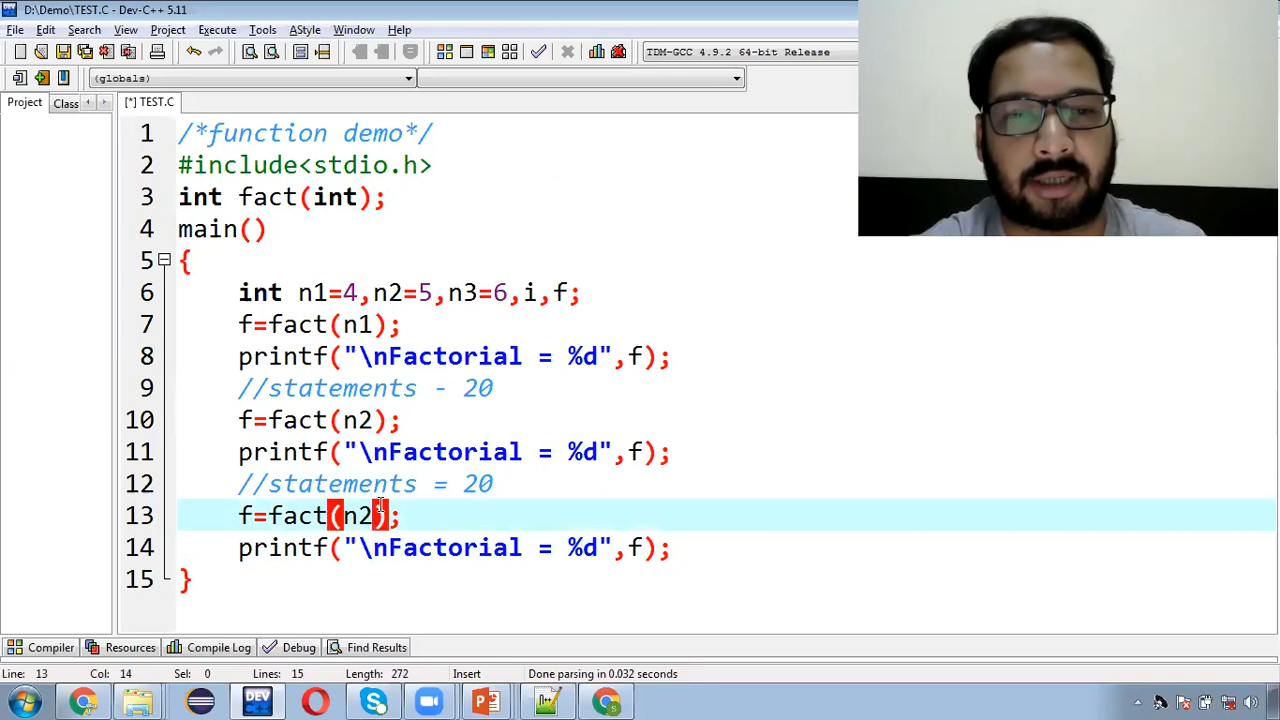 D:\Demo\TEST.C - Dev-C++ 5.11
File Edit Search View Project Execute Tools AStyle Window Help
TDM-GCC 4.9.2 64-bit Release
(globals)
Project Class [*] TEST.C
1 /*function demo*/
2 #include<stdio.h>
3 int fact(int);
4 main()
5 {
6 int n1=4,n2=5,n3=6,i,f;
7 f=fact(n1);
8 printf("\nFactorial = %d",f);
9 //statements - 20
10 f=fact(n2);
11 printf("\nFactorial = %d",f);
12 //statements = 20
13 f=fact(n2);
14 printf("\nFactorial = %d",f);
15 }
Compiler Resources Compile Log Debug Find Results
Line: 13 Col: 14 Sel: 0 Lines: 15 Length: 272 Insert Done parsing in 0.032 seconds
DEV